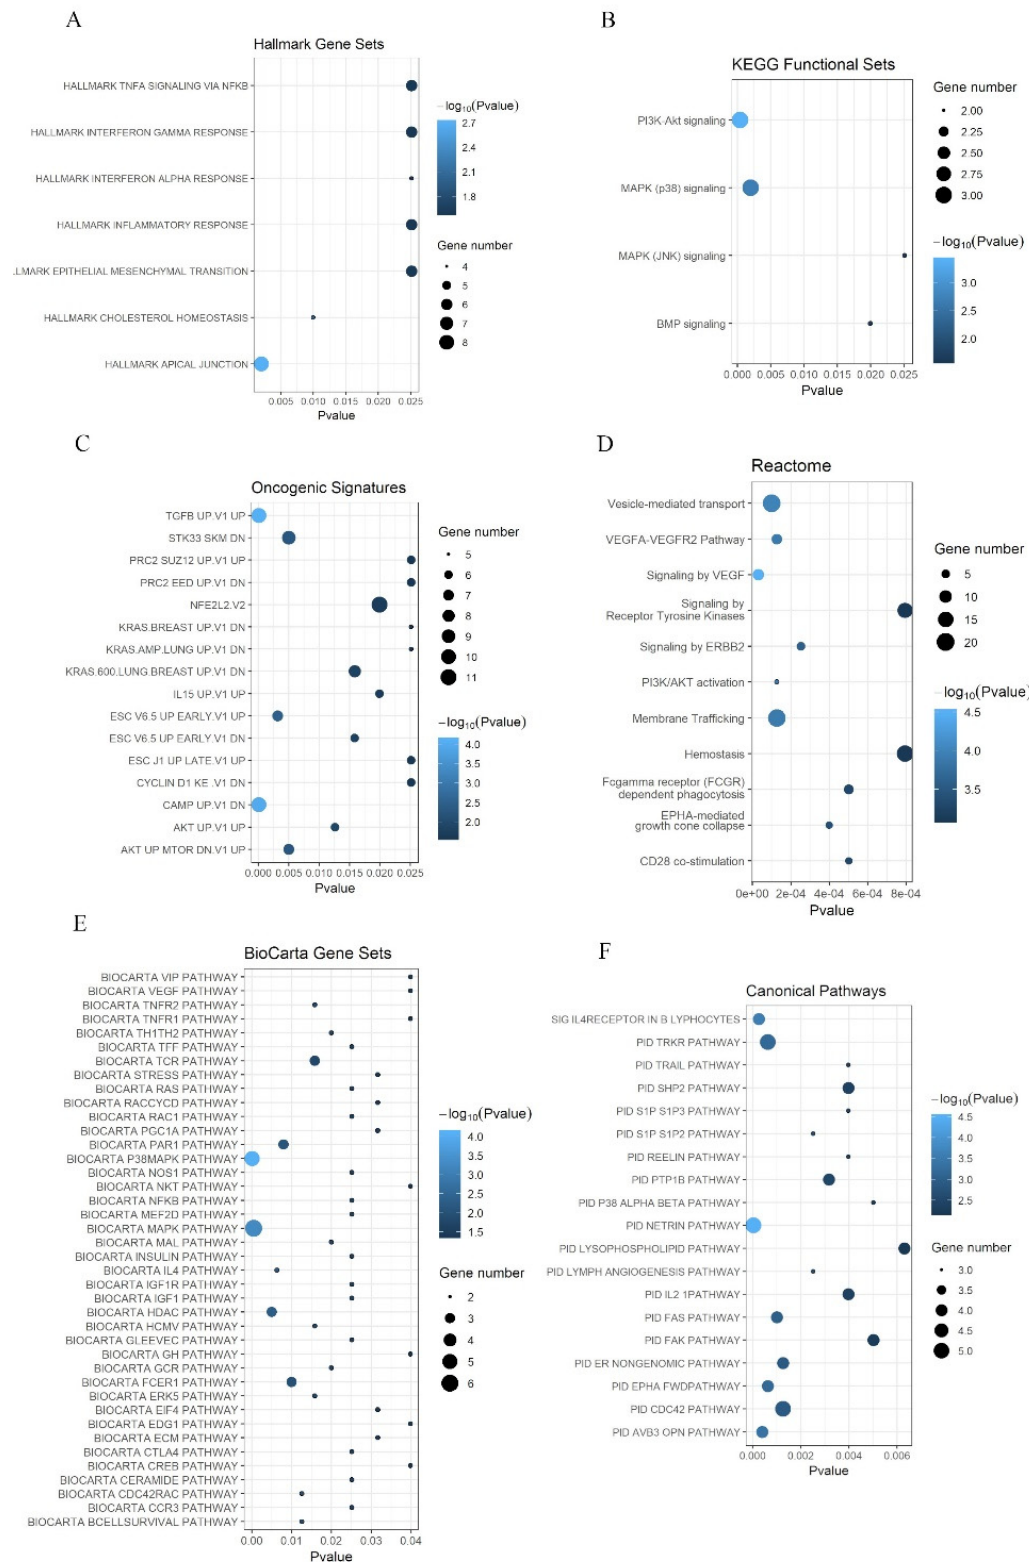 A
Hallmark Gene Sets
HALLMARK TNFA SIGNALING VIA NFKB
HALLMARK INTERFERON GAMMA RESPONSE
HALLMARK INTERFERON ALPHA RESPONSE
HALLMARK INFLAMMATORY RESPONSE
.LMARK EPITHELIAL MESENCHYMAL TRANSITION
HALLMARK CHOLESTEROL HOMEOSTASIS
HALLMARK APICAL JUNCTION
0.005 0.010 0.015 0.020 0.025
Pvalue
−log10(Pvalue)
2.7
2.4
2.1
1.8
Gene number
4
5
6
7
8
B
KEGG Functional Sets
PI3K-Akt signaling
MAPK (p38) signaling
MAPK (JNK) signaling
BMP signaling
0.000 0.005 0.010 0.015 0.020 0.025
Pvalue
Gene number
2.00
2.25
2.50
2.75
3.00
−log10(Pvalue)
3.0
2.5
2.0
C
Oncogenic Signatures
TGFB UP.V1 UP
STK33 SKM DN
PRC2 SUZ12 UP.V1 UP
PRC2 EED UP.V1 DN
NFE2L2.V2
KRAS.BREAST UP.V1 DN
KRAS.AMP.LUNG UP.V1 DN
KRAS.600.LUNG.BREAST UP.V1 DN
IL15 UP.V1 UP
ESC V6.5 UP EARLY.V1 UP
ESC V6.5 UP EARLY.V1 DN
ESC J1 UP LATE.V1 UP
CYCLIN D1 KE .V1 DN
CAMP UP.V1 DN
AKT UP.V1 UP
AKT UP MTOR DN.V1 UP
0.000 0.005 0.010 0.015 0.020 0.025
Pvalue
Gene number
5
6
7
8
9
10
11
−log10(Pvalue)
4.0
3.5
3.0
2.5
2.0
D
Reactome
Vesicle-mediated transport
VEGFA-VEGFR2 Pathway
Signaling by VEGF
Signaling by
Receptor Tyrosine Kinases
Signaling by ERBB2
PI3K/AKT activation
Membrane Trafficking
Hemostasis
Fcgamma receptor (FCGR)
dependent phagocytosis
EPHA-mediated
growth cone collapse
CD28 co-stimulation
0e+00 2e-04 4e-04 6e-04 8e-04
Pvalue
Gene number
5
10
15
20
−log10(Pvalue)
4.5
4.0
3.5
E
BioCarta Gene Sets
BIOCARTA VIP PATHWAY
BIOCARTA VEGF PATHWAY
BIOCARTA TNFR2 PATHWAY
BIOCARTA TNFR1 PATHWAY
BIOCARTA TH1TH2 PATHWAY
BIOCARTA TFF PATHWAY
BIOCARTA TCR PATHWAY
BIOCARTA STRESS PATHWAY
BIOCARTA RAS PATHWAY
BIOCARTA RACCYCD PATHWAY
BIOCARTA RAC1 PATHWAY
BIOCARTA PGC1A PATHWAY
BIOCARTA PAR1 PATHWAY
BIOCARTA P38MAPK PATHWAY
BIOCARTA NOS1 PATHWAY
BIOCARTA NKT PATHWAY
BIOCARTA NFKB PATHWAY
BIOCARTA MEF2D PATHWAY
BIOCARTA MAPK PATHWAY
BIOCARTA MAL PATHWAY
BIOCARTA INSULIN PATHWAY
BIOCARTA IL4 PATHWAY
BIOCARTA IGF1R PATHWAY
BIOCARTA IGF1 PATHWAY
BIOCARTA HDAC PATHWAY
BIOCARTA HCMV PATHWAY
BIOCARTA GLEEVEC PATHWAY
BIOCARTA GH PATHWAY
BIOCARTA GCR PATHWAY
BIOCARTA FCER1 PATHWAY
BIOCARTA ERK5 PATHWAY
BIOCARTA EIF4 PATHWAY
BIOCARTA EDG1 PATHWAY
BIOCARTA ECM PATHWAY
BIOCARTA CTLA4 PATHWAY
BIOCARTA CREB PATHWAY
BIOCARTA CERAMIDE PATHWAY
BIOCARTA CDC42RAC PATHWAY
BIOCARTA CCR3 PATHWAY
BIOCARTA BCELLSURVIVAL PATHWAY
0.00 0.01 0.02 0.03 0.04
Pvalue
−log10(Pvalue)
4.0
3.5
3.0
2.5
2.0
1.5
Gene number
2
3
4
5
6
F
Canonical Pathways
SIG IL4RECEPTOR IN B LYPHOCYTES
PID TRKR PATHWAY
PID TRAIL PATHWAY
PID SHP2 PATHWAY
PID S1P S1P3 PATHWAY
PID S1P S1P2 PATHWAY
PID REELIN PATHWAY
PID PTP1B PATHWAY
PID P38 ALPHA BETA PATHWAY
PID NETRIN PATHWAY
PID LYSOPHOSPHOLIPID PATHWAY
PID LYMPH ANGIOGENESIS PATHWAY
PID IL2 1PATHWAY
PID FAS PATHWAY
PID FAK PATHWAY
PID ER NONGENOMIC PATHWAY
PID EPHA FWDPATHWAY
PID CDC42 PATHWAY
PID AVB3 OPN PATHWAY
0.000 0.002 0.004 0.006
Pvalue
−log10(Pvalue)
4.5
4.0
3.5
3.0
2.5
Gene number
3.0
3.5
4.0
4.5
5.0